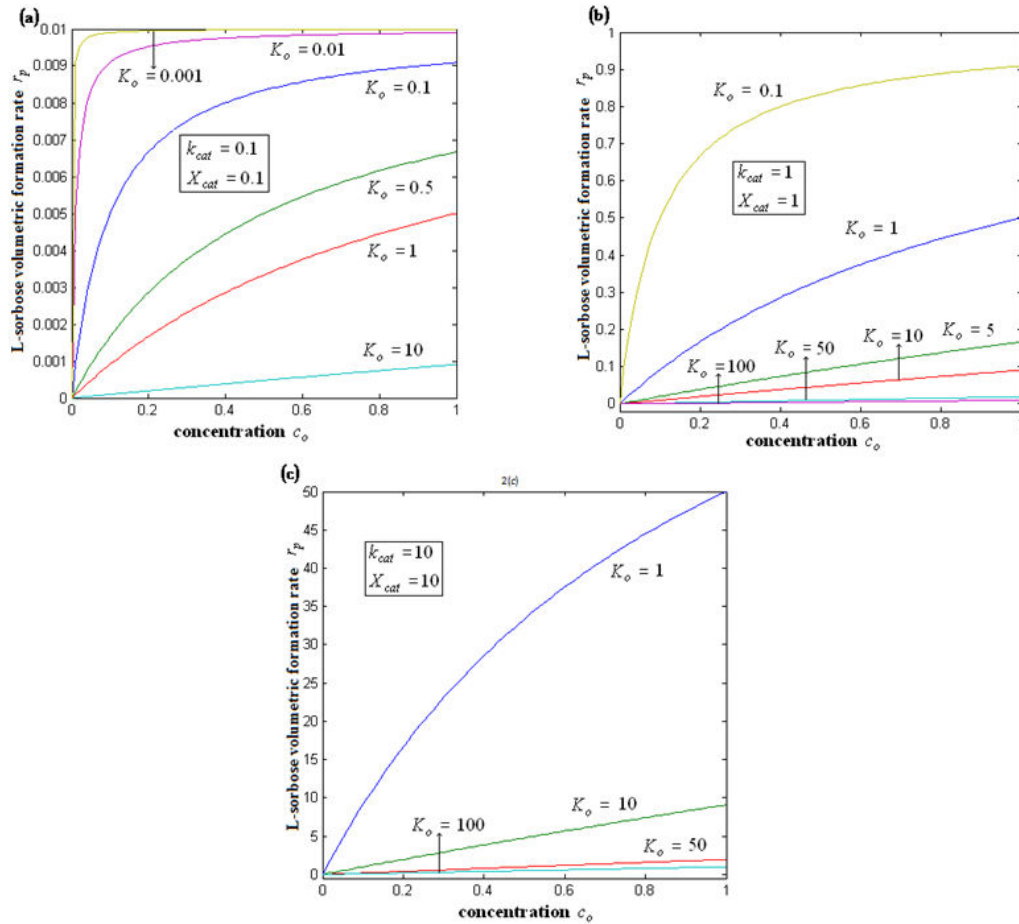 (a)
0.01
0.009
0.008
0.007
0.006
0.005
0.004
0.003
0.002
0.001
0
0.2
0.4
0.6
0.8
1
L-sorbose volumetric formation rate r_p
concentration c_o
K_o = 0.001
K_o = 0.01
K_o = 0.1
k_cat = 0.1
X_cat = 0.1
K_o = 0.5
K_o = 1
K_o = 10
(b)
1
0.9
0.8
0.7
0.6
0.5
0.4
0.3
0.2
0.1
0
0
0.2
0.4
0.6
0.8
1
L-sorbose volumetric formation rate r_p
concentration c_o
K_o = 0.1
k_cat = 1
X_cat = 1
K_o = 1
K_o = 100
K_o = 50
K_o = 10
K_o = 5
(c)
2(c)
50
45
40
35
30
25
20
15
10
5
0
0
0.2
0.4
0.6
0.8
1
L-sorbose volumetric formation rate r_p
concentration c_o
k_cat = 10
X_cat = 10
K_o = 1
K_o = 10
K_o = 100
K_o = 50